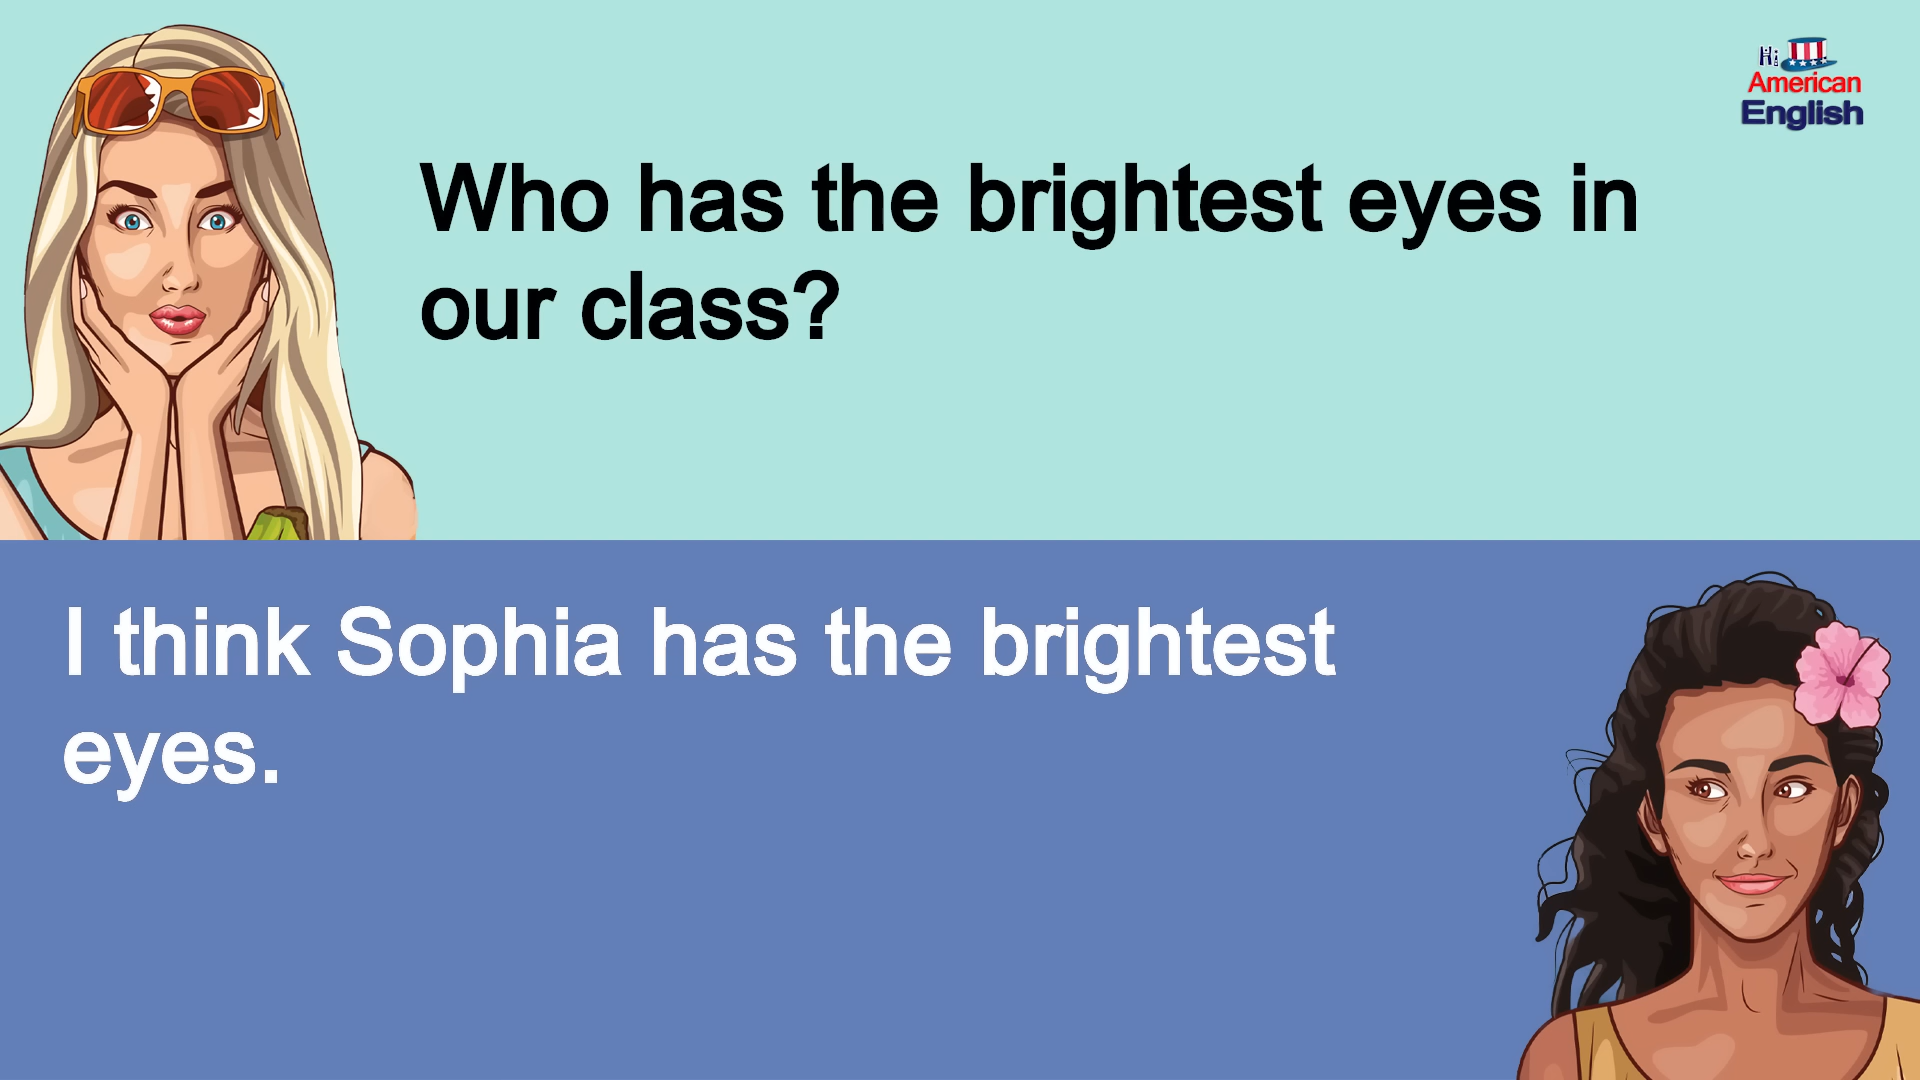 Hi
American
English
Who has the brightest eyes in
our class?
I think Sophia has the brightest
eyes.